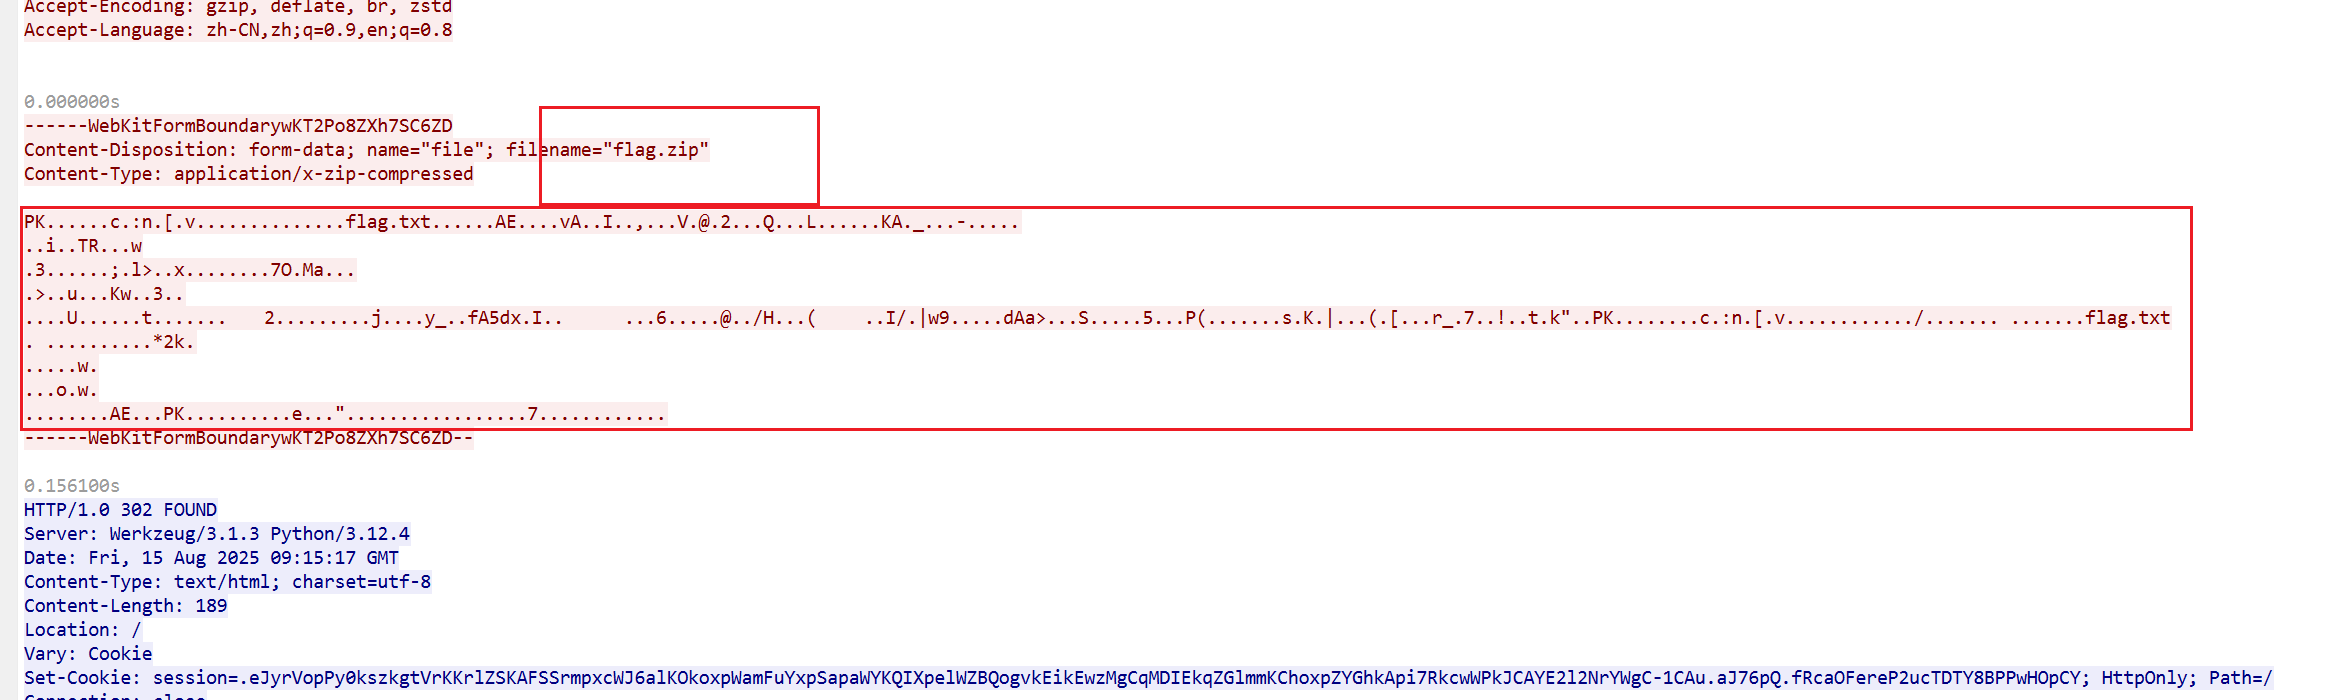 Accept-Encoding: gzip, deflate, br, zstd
Accept-Language: zh-CN,zh;q=0.9,en;q=0.8
0.000000s
------WebKitFormBoundarywKT2Po8ZXh7SC6ZD
Content-Disposition: form-data; name="file"; filename="flag.zip"
Content-Type: application/x-zip-compressed
PK......c.:n.[.v..............flag.txt......AE....vA..I..,...V.@.2...Q...L......KA._...-.....
..i..TR...w
.3......;.l>..x........7O.Ma...
.>..u...Kw..3..
....U......t.......    2.........j....y_..fA5dx.I..      ...6.....@../H...(     ..I/.|w9.....dAa>...S.....5...P(.......s.K.|...(.[...r_.7..!..t.k"..PK........c.:n.[.v............/....... .......flag.txt
. ..........*2k.
.....w.
...o.w.
........AE...PK..........e...".................7............
------WebKitFormBoundarywKT2Po8ZXh7SC6ZD--
0.156100s
HTTP/1.0 302 FOUND
Server: Werkzeug/3.1.3 Python/3.12.4
Date: Fri, 15 Aug 2025 09:15:17 GMT
Content-Type: text/html; charset=utf-8
Content-Length: 189
Location: /
Vary: Cookie
Set-Cookie: session=.eJyrVopPy0kszkgtVrKKrlZSKAFSSrmpxcWJ6alKOkoxpWamFuYxpSapaWYKQIXpelWZBQogvkEikEwzMgCqMDIEkqZGlmmKChoxpZYGhkApi7RkcwWPkJCAYE2l2NrYWgC-1CAu.aJ76pQ.fRcaOFereP2ucTDTY8BPPwHOpCY; HttpOnly; Path=/